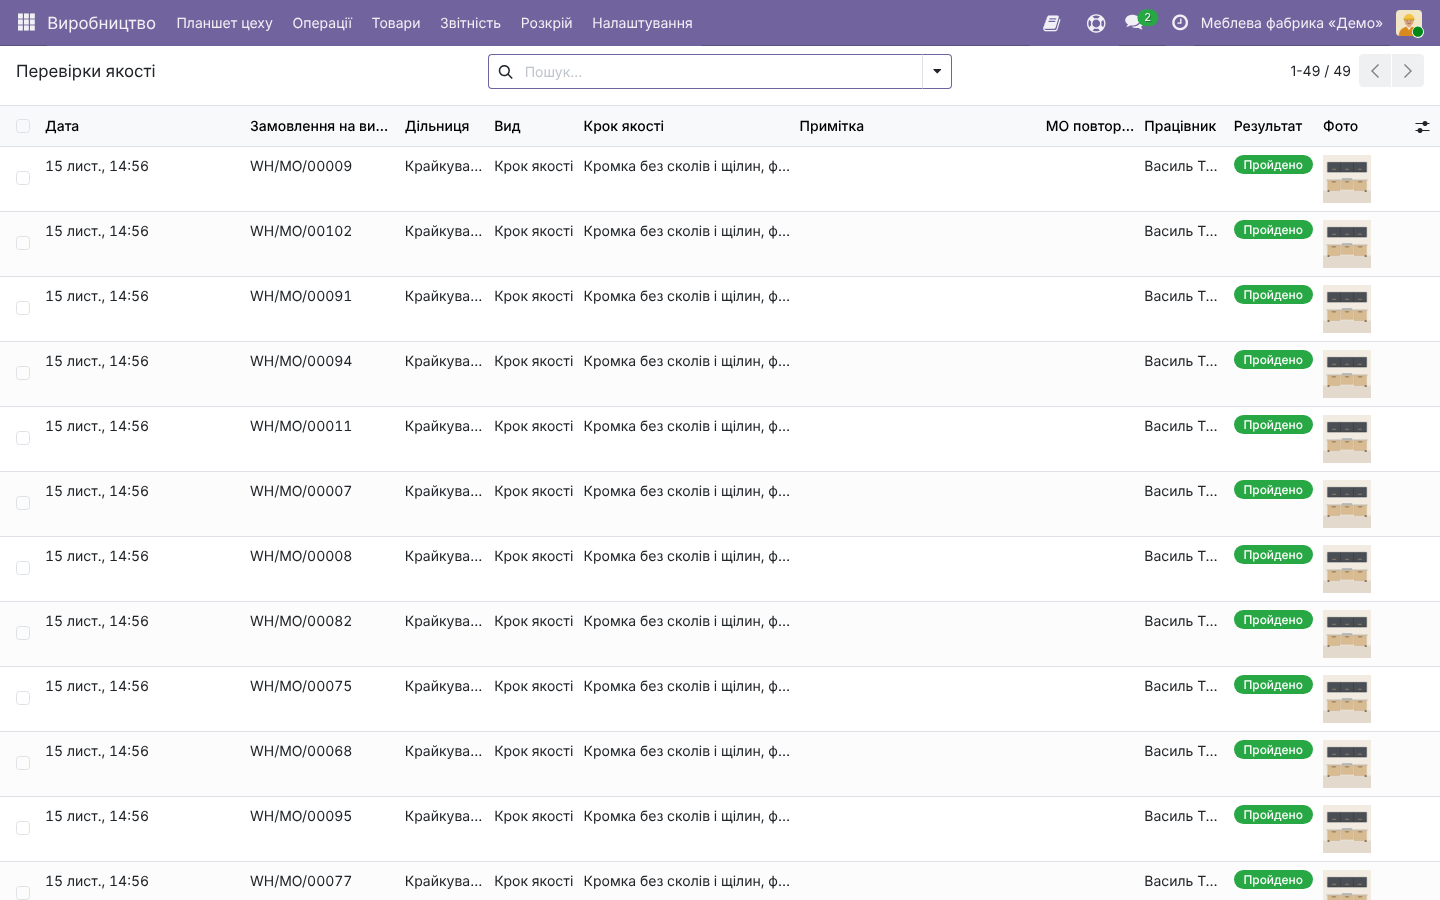 Виробництво Планшет цеху Операції Товари Звітність Розкрій Налаштування 2 Меблева фабрика «Демо»
Перевірки якості Пошук... 1-49 / 49
Дата Замовлення на ви... Дільниця Вид Крок якості Примітка МО повтор... Працівник Результат Фото
15 лист., 14:56 WH/MO/00009 Крайкува... Крок якості Кромка без сколів і щілин, ф... Василь Т... Пройдено
15 лист., 14:56 WH/MO/00102 Крайкува... Крок якості Кромка без сколів і щілин, ф... Василь Т... Пройдено
15 лист., 14:56 WH/MO/00091 Крайкува... Крок якості Кромка без сколів і щілин, ф... Василь Т... Пройдено
15 лист., 14:56 WH/MO/00094 Крайкува... Крок якості Кромка без сколів і щілин, ф... Василь Т... Пройдено
15 лист., 14:56 WH/MO/00011 Крайкува... Крок якості Кромка без сколів і щілин, ф... Василь Т... Пройдено
15 лист., 14:56 WH/MO/00007 Крайкува... Крок якості Кромка без сколів і щілин, ф... Василь Т... Пройдено
15 лист., 14:56 WH/MO/00008 Крайкува... Крок якості Кромка без сколів і щілин, ф... Василь Т... Пройдено
15 лист., 14:56 WH/MO/00082 Крайкува... Крок якості Кромка без сколів і щілин, ф... Василь Т... Пройдено
15 лист., 14:56 WH/MO/00075 Крайкува... Крок якості Кромка без сколів і щілин, ф... Василь Т... Пройдено
15 лист., 14:56 WH/MO/00068 Крайкува... Крок якості Кромка без сколів і щілин, ф... Василь Т... Пройдено
15 лист., 14:56 WH/MO/00095 Крайкува... Крок якості Кромка без сколів і щілин, ф... Василь Т... Пройдено
15 лист., 14:56 WH/MO/00077 Крайкува... Крок якості Кромка без сколів і щілин, ф... Василь Т... Пройдено